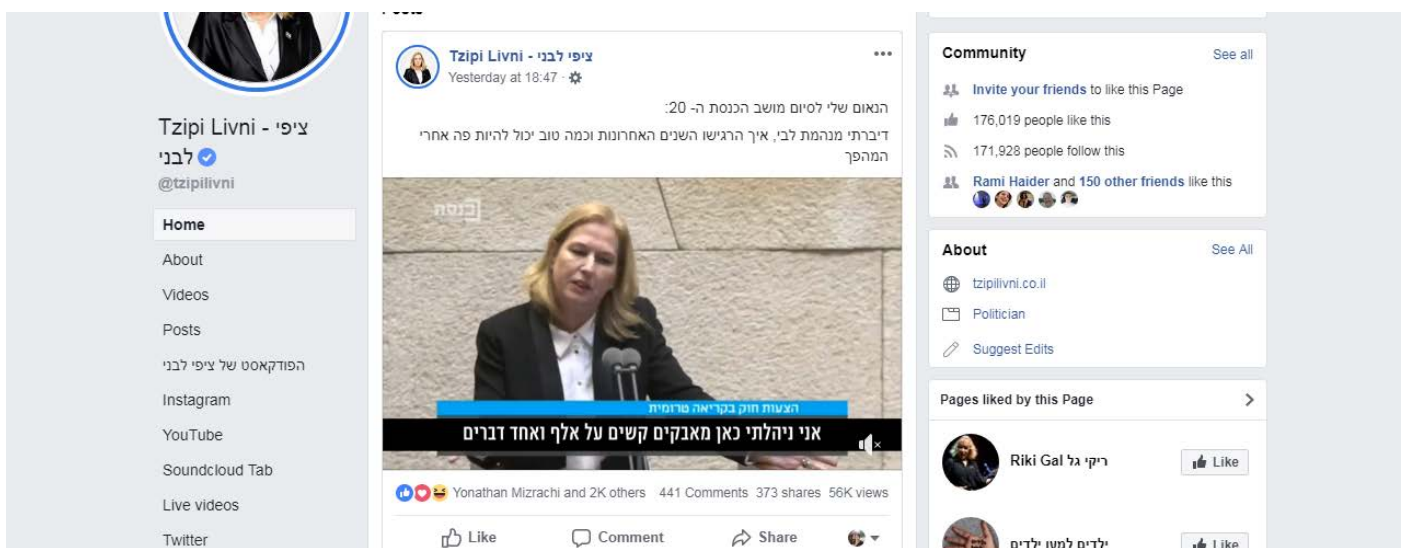 Tzipi Livni - ציפי
לבני
@tzipilivni
Home
About
Videos
Posts
הפודקאסט של ציפי לבני
Instagram
YouTube
Soundcloud Tab
Live videos
Twitter
Tzipi Livni - ציפי לבני
Yesterday at 18:47 ·
הנאום שלי לסיום מושב הכנסת ה- 20:
דיברתי מנהמת לבי, איך הרגישו השנים האחרונות וכמה טוב יכול להיות פה אחרי
המהפך
כנסת
הצעות חוק בקריאה טרומית
אני ניהלתי כאן מאבקים קשים על אלף ואחד דברים
Yonathan Mizrachi and 2K others 441 Comments 373 shares 56K views
Like Comment Share
Community See all
Invite your friends to like this Page
176,019 people like this
171,928 people follow this
Rami Haider and 150 other friends like this
About See All
tzipilivni.co.il
Politician
Suggest Edits
Pages liked by this Page
Riki Gal ריקי גל Like
ילדים למען ילדים Like